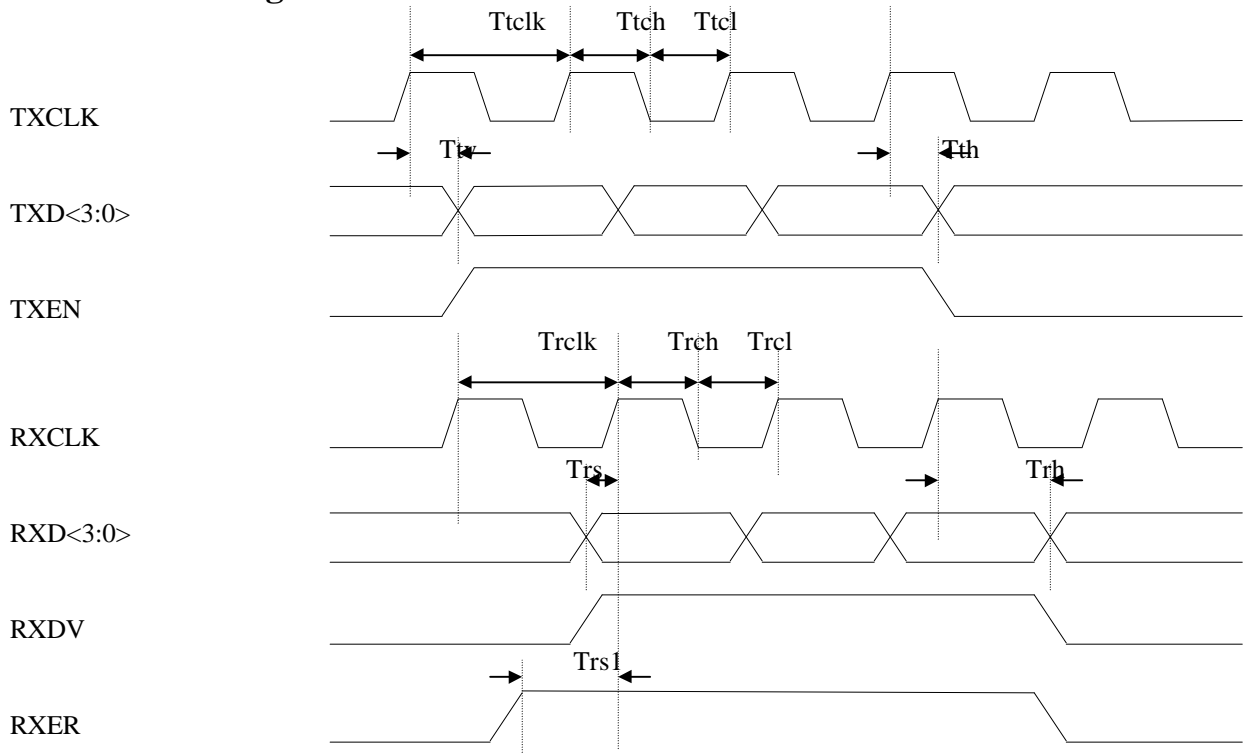 Ttclk Ttch Ttcl
TXCLK
Ttv Tth
TXD<3:0>
TXEN
Trclk Trch Trcl
RXCLK
Trs Trh
RXD<3:0>
RXDV
Trs1
RXER